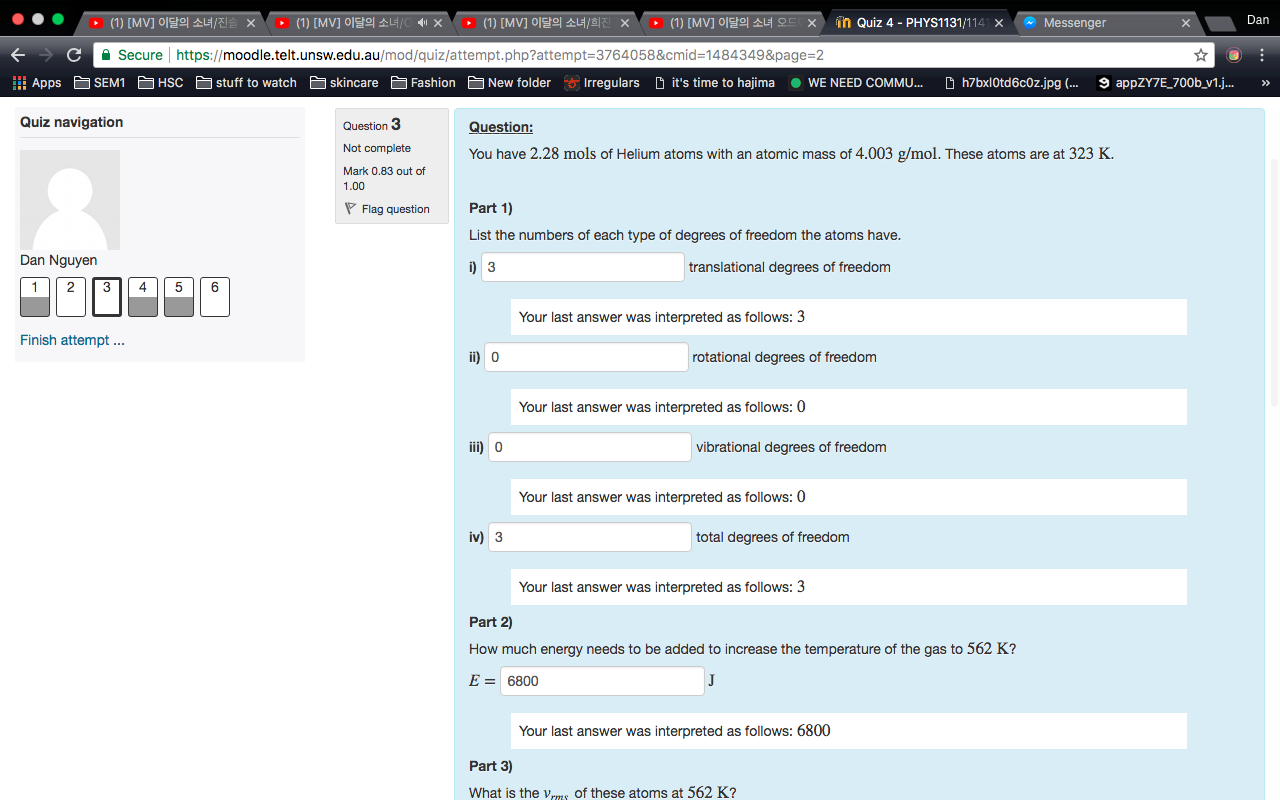 (1) [MV] 이달의 소녀/진솔
(1) [MV] 이달의 소녀/
(1) [MV] 이달의 소녀/희진
(1) [MV] 이달의 소녀 오드
Quiz 4 - PHYS1131/114
Messenger
Dan
Secure https://moodle.telt.unsw.edu.au/mod/quiz/attempt.php?attempt=3764058&cmid=1484349&page=2
Apps SEM1 HSC stuff to watch skincare Fashion New folder Irregulars it's time to hajima WE NEED COMMU... h7bxl0td6c0z.jpg (... appZY7E_700b_v1.j... »
Quiz navigation
Dan Nguyen
1 2 3 4 5 6
Finish attempt ...
Question 3
Not complete
Mark 0.83 out of
1.00
Flag question
Question:
You have 2.28 mols of Helium atoms with an atomic mass of 4.003 g/mol. These atoms are at 323 K.
Part 1)
List the numbers of each type of degrees of freedom the atoms have.
i) 3 translational degrees of freedom
Your last answer was interpreted as follows: 3
ii) 0 rotational degrees of freedom
Your last answer was interpreted as follows: 0
iii) 0 vibrational degrees of freedom
Your last answer was interpreted as follows: 0
iv) 3 total degrees of freedom
Your last answer was interpreted as follows: 3
Part 2)
How much energy needs to be added to increase the temperature of the gas to 562 K?
E = 6800 J
Your last answer was interpreted as follows: 6800
Part 3)
What is the v_rms of these atoms at 562 K?